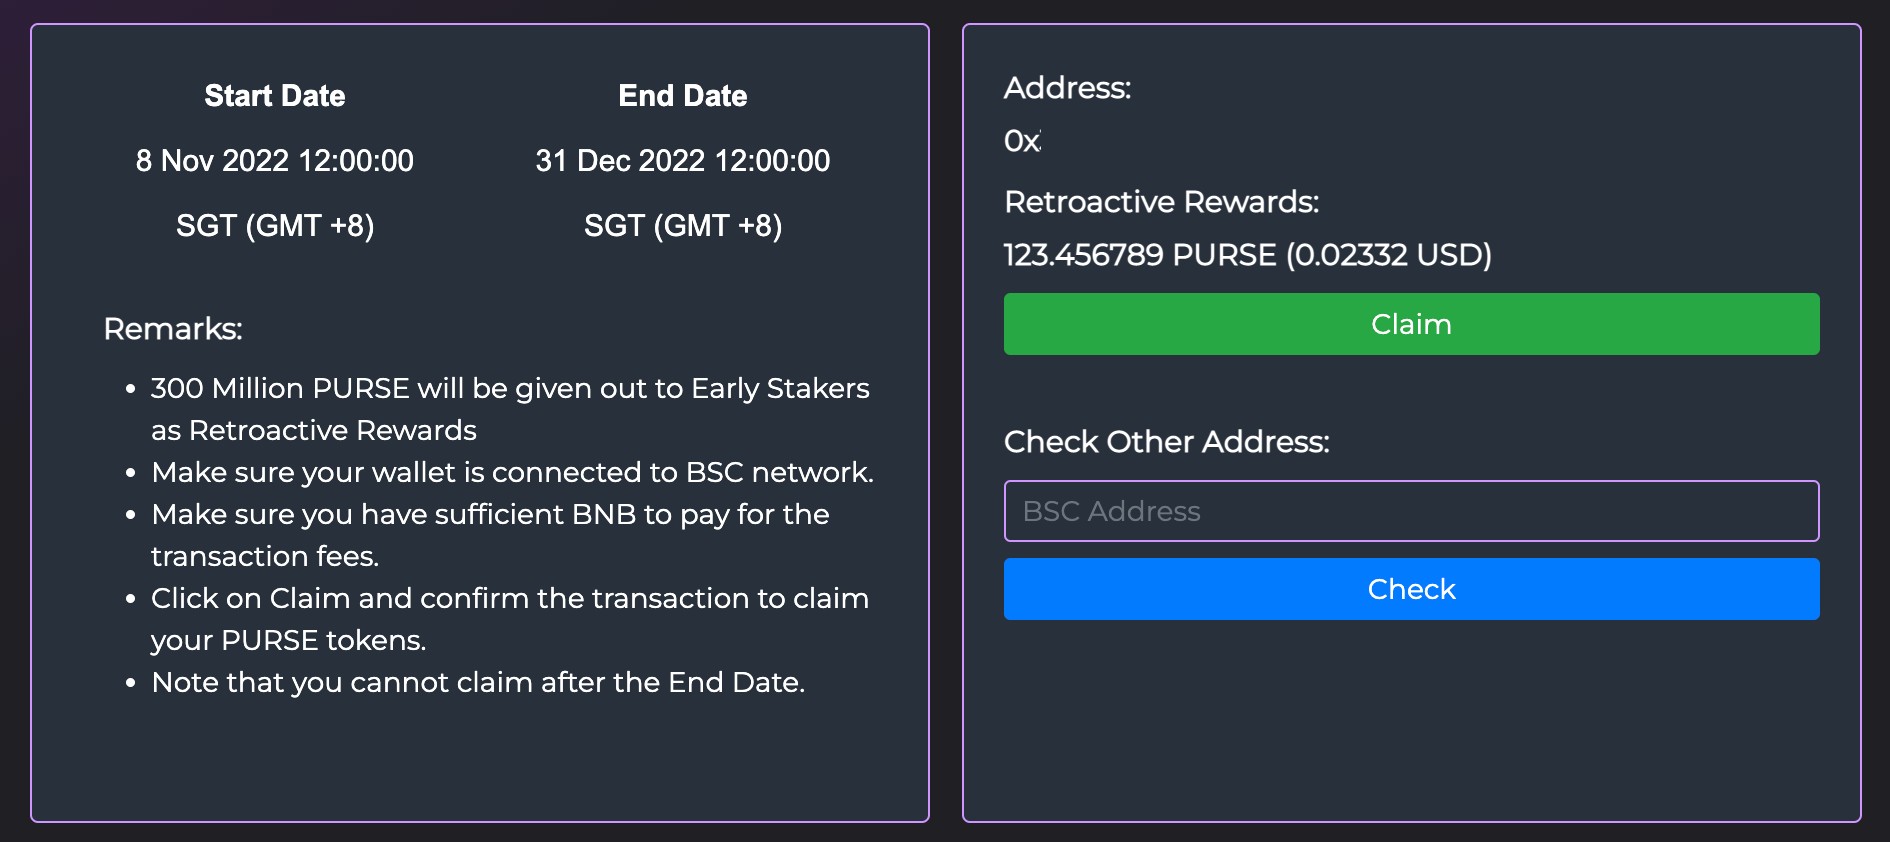 Start Date
8 Nov 2022 12:00:00
SGT (GMT +8)
End Date
31 Dec 2022 12:00:00
SGT (GMT +8)
Remarks:
• 300 Million PURSE will be given out to Early Stakers
as Retroactive Rewards
• Make sure your wallet is connected to BSC network.
• Make sure you have sufficient BNB to pay for the
transaction fees.
• Click on Claim and confirm the transaction to claim
your PURSE tokens.
• Note that you cannot claim after the End Date.
Address:
0x
Retroactive Rewards:
123.456789 PURSE (0.02332 USD)
Claim
Check Other Address:
BSC Address
Check